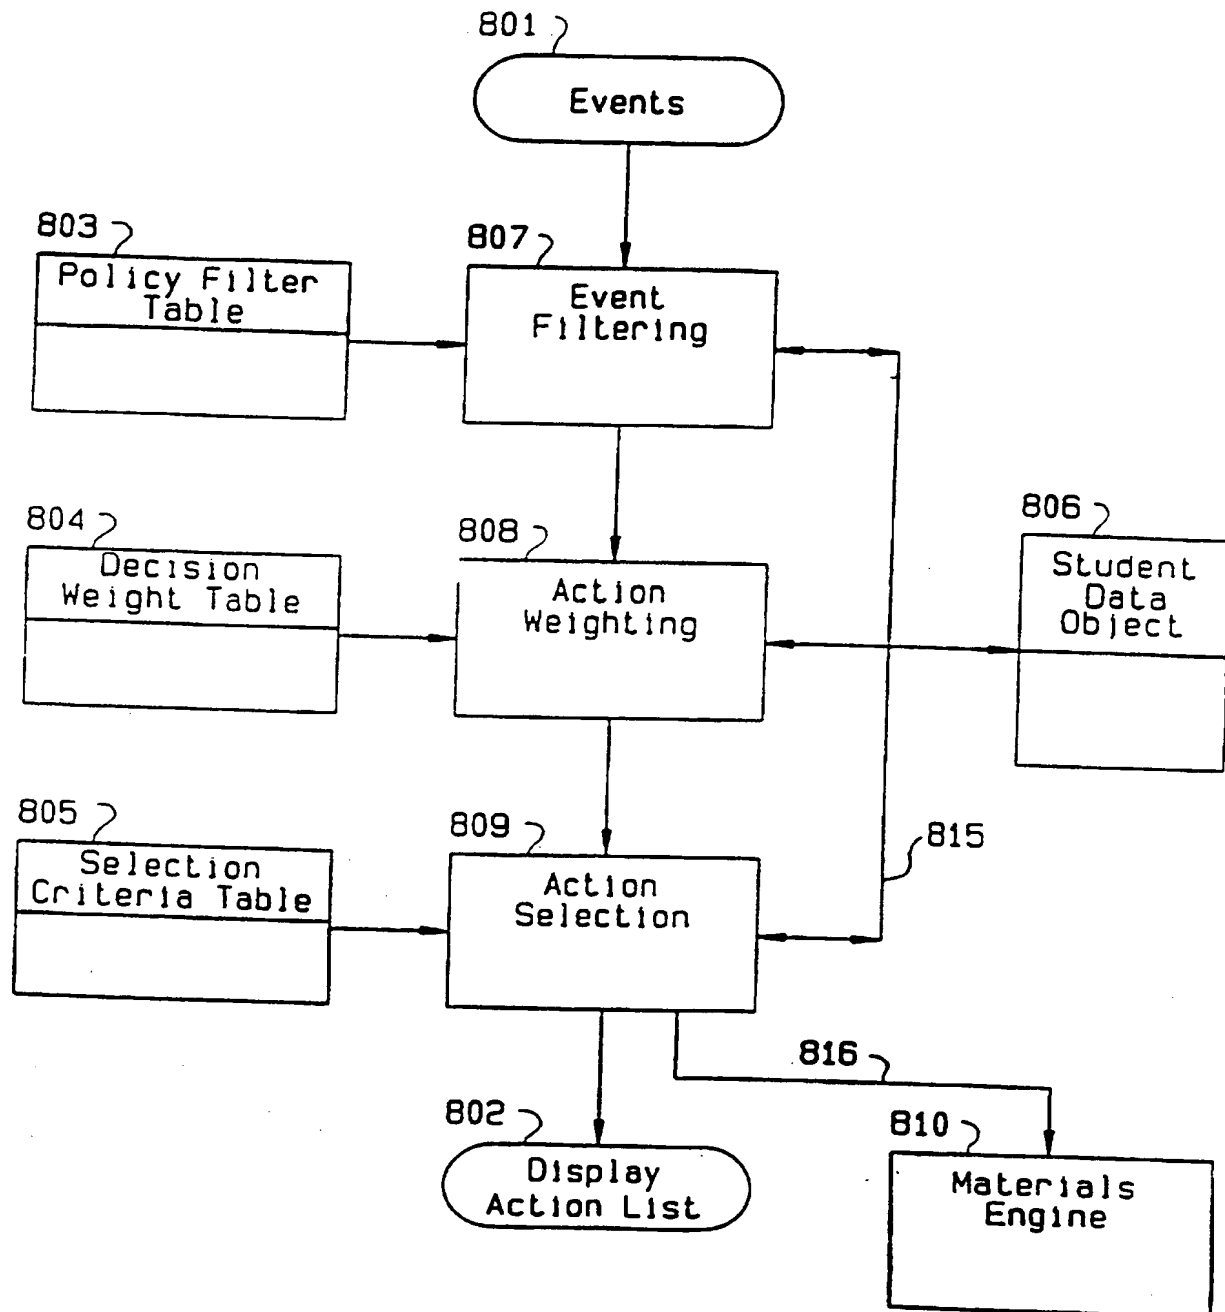 801
Events
803
Policy Filter
Table
807
Event
Filtering
804
Decision
Weight Table
808
Action
Weighting
806
Student
Data
Object
805
Selection
Criteria Table
809
Action
Selection
815
816
802
Display
Action List
810
Materials
Engine